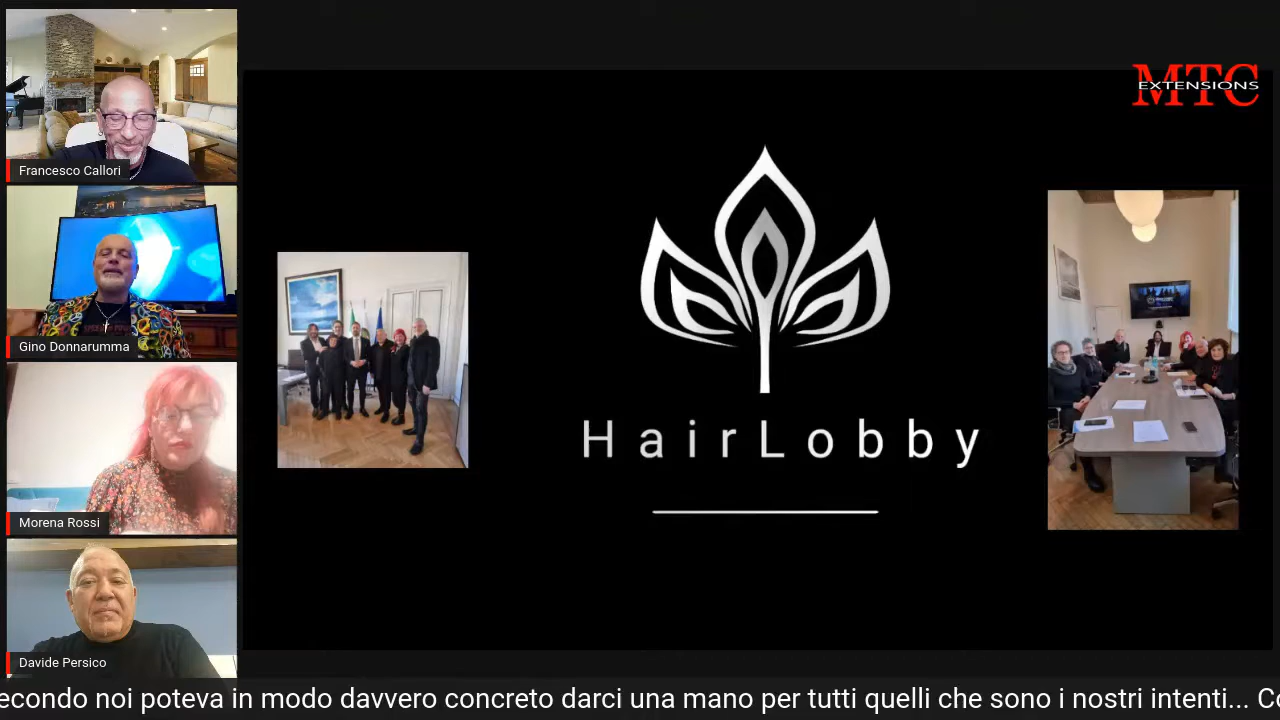 MTC
EXTENSIONS
Francesco Callori
Gino Donnarumma
HairLobby
Morena Rossi
Davide Persico
econdo noi poteva in modo davvero concreto darci una mano per tutti quelli che sono i nostri intenti... Co